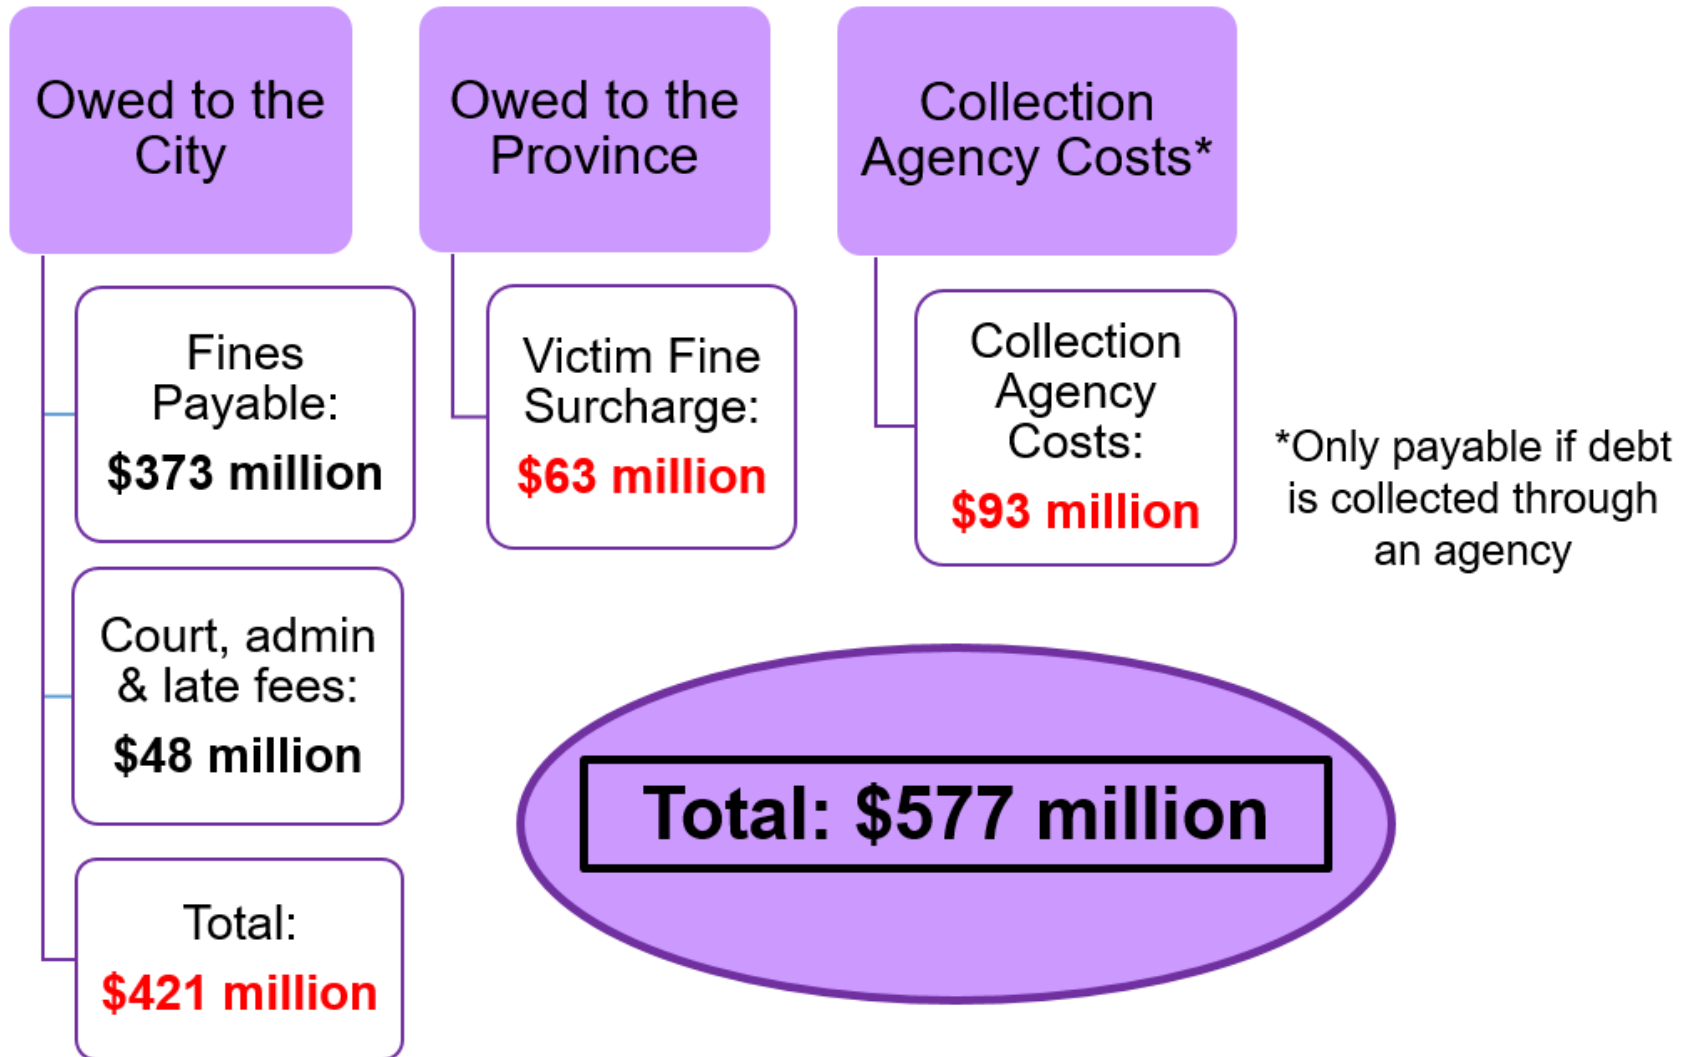 Owed to the
City
Fines
Payable:
$373 million
Court, admin
& late fees:
$48 million
Total:
$421 million
Owed to the
Province
Victim Fine
Surcharge:
$63 million
Collection
Agency Costs*
Collection
Agency
Costs:
$93 million
*Only payable if debt
is collected through
an agency
Total: $577 million